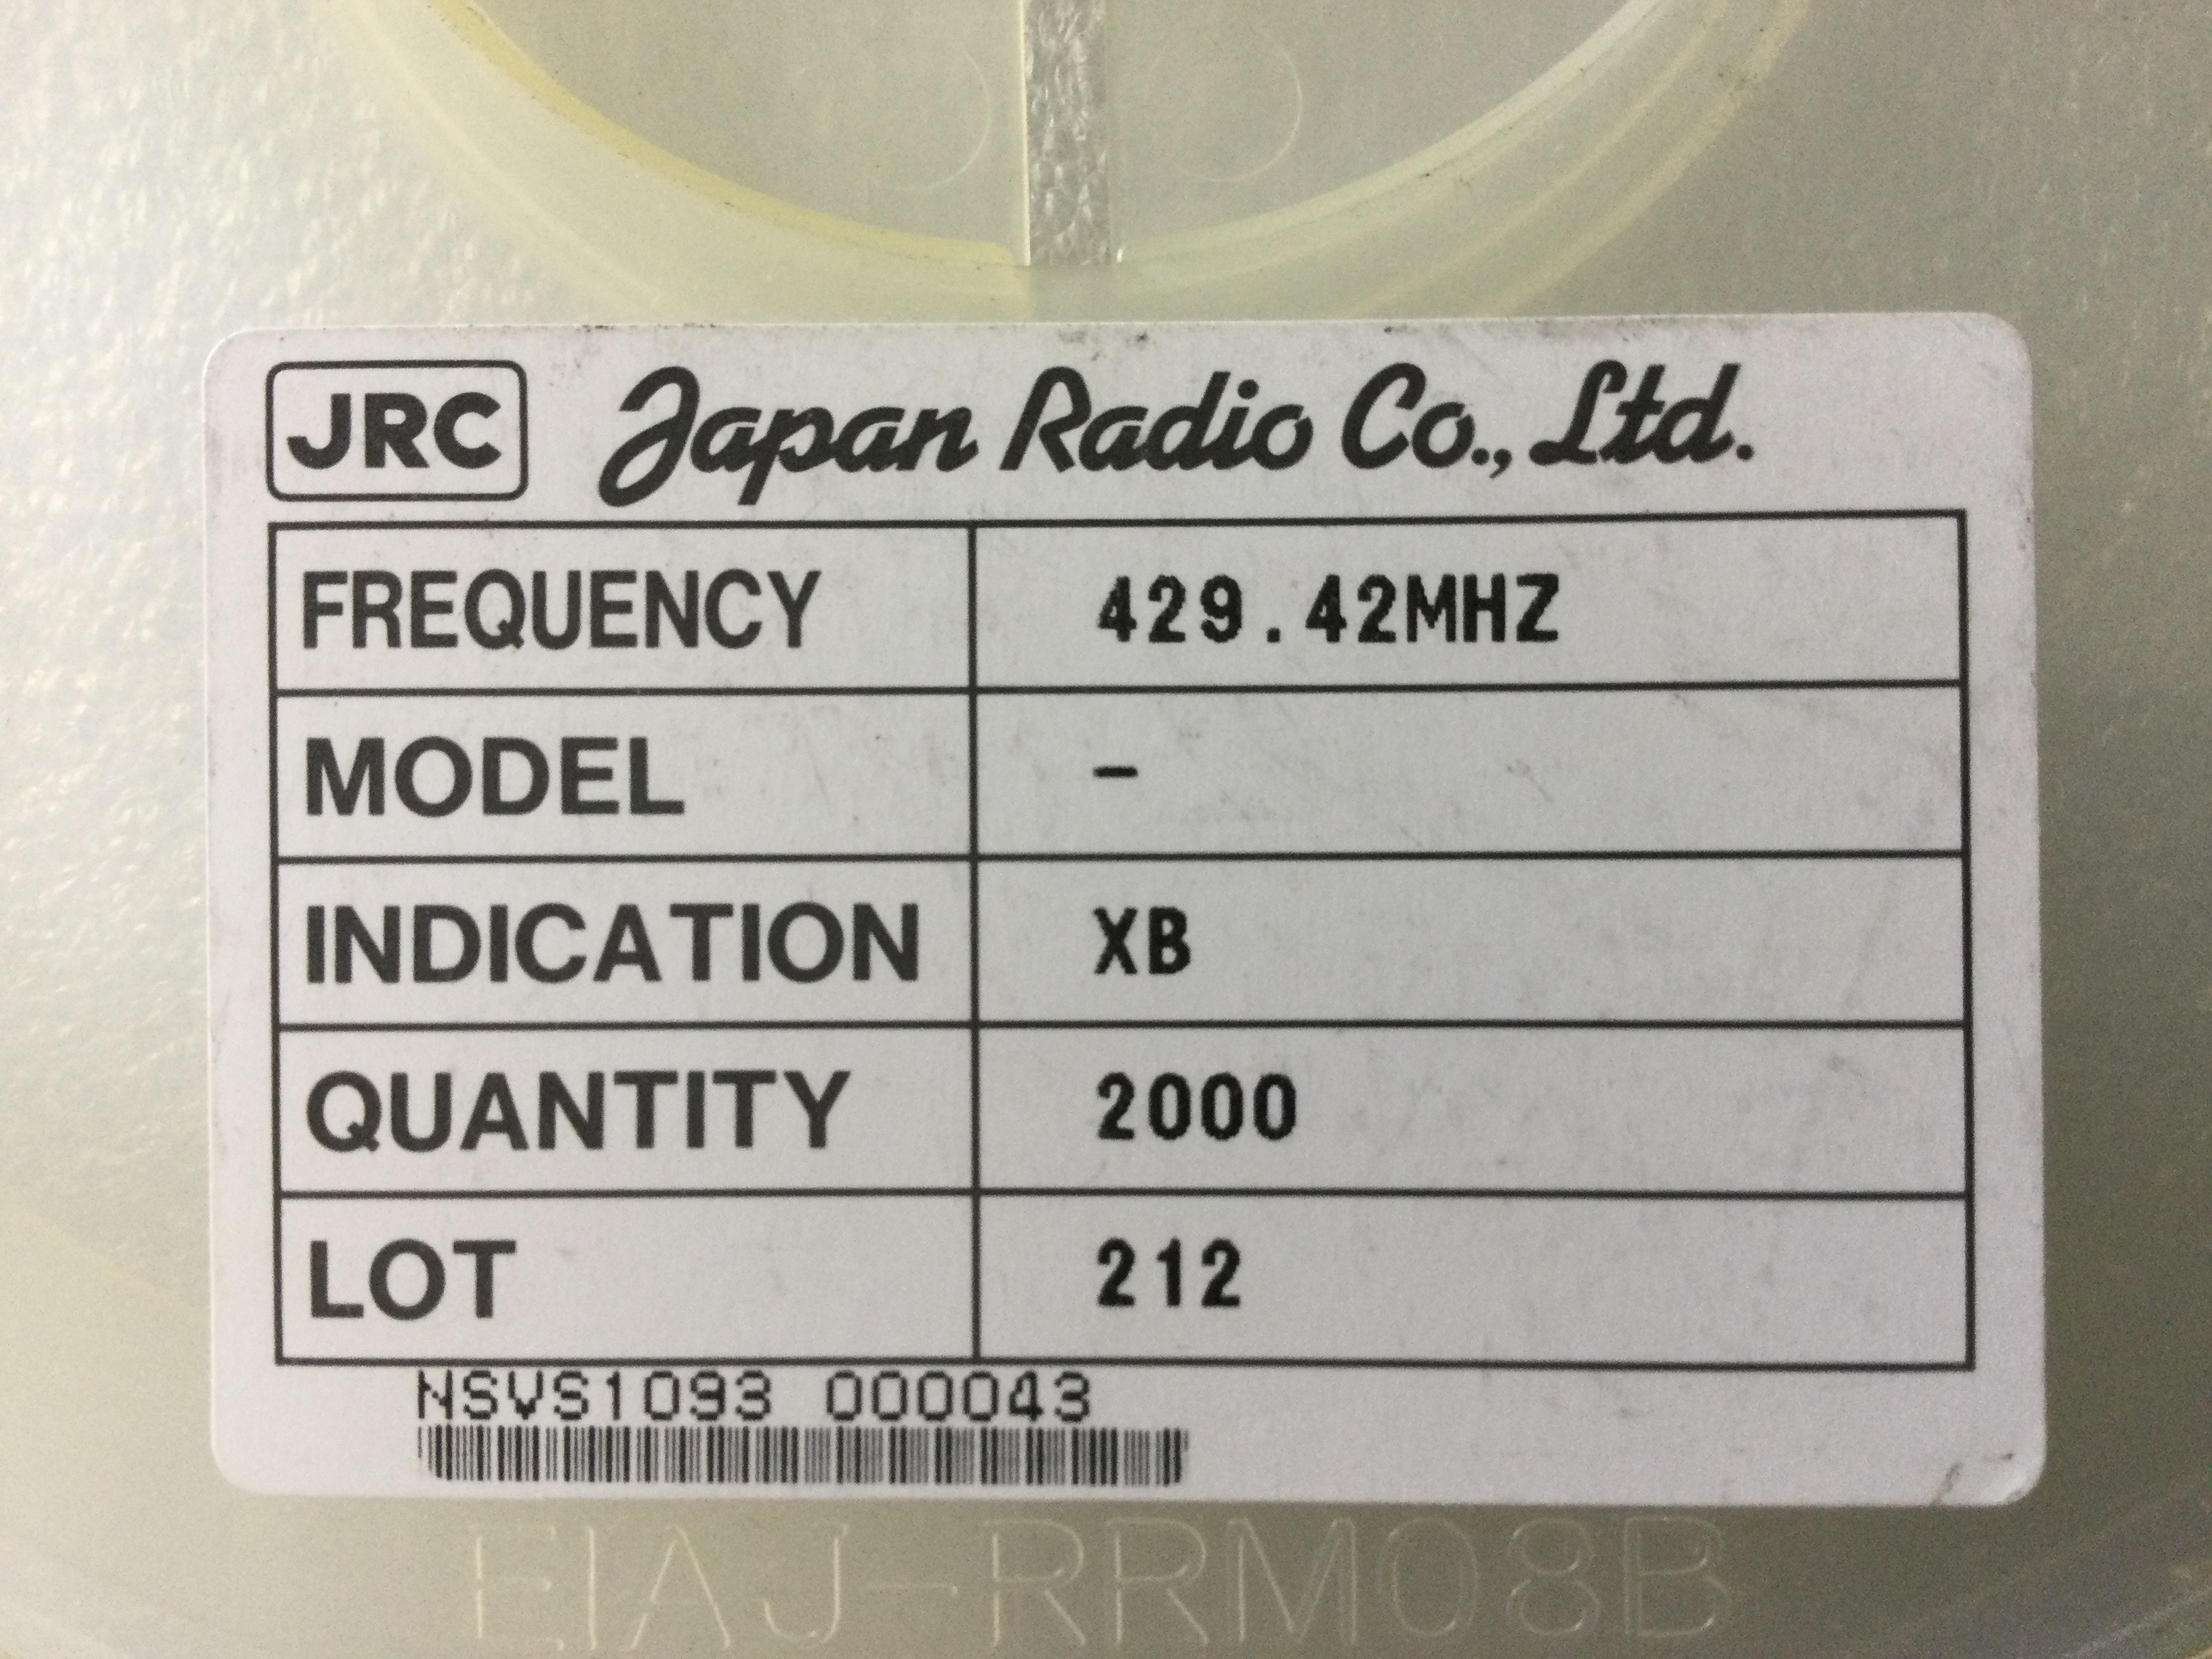 JRC Japan Radio Co., Ltd.
FREQUENCY 429.42MHZ
MODEL -
INDICATION XB
QUANTITY 2000
LOT 212
NSVS1093 000043
EIAJ-RRM08B